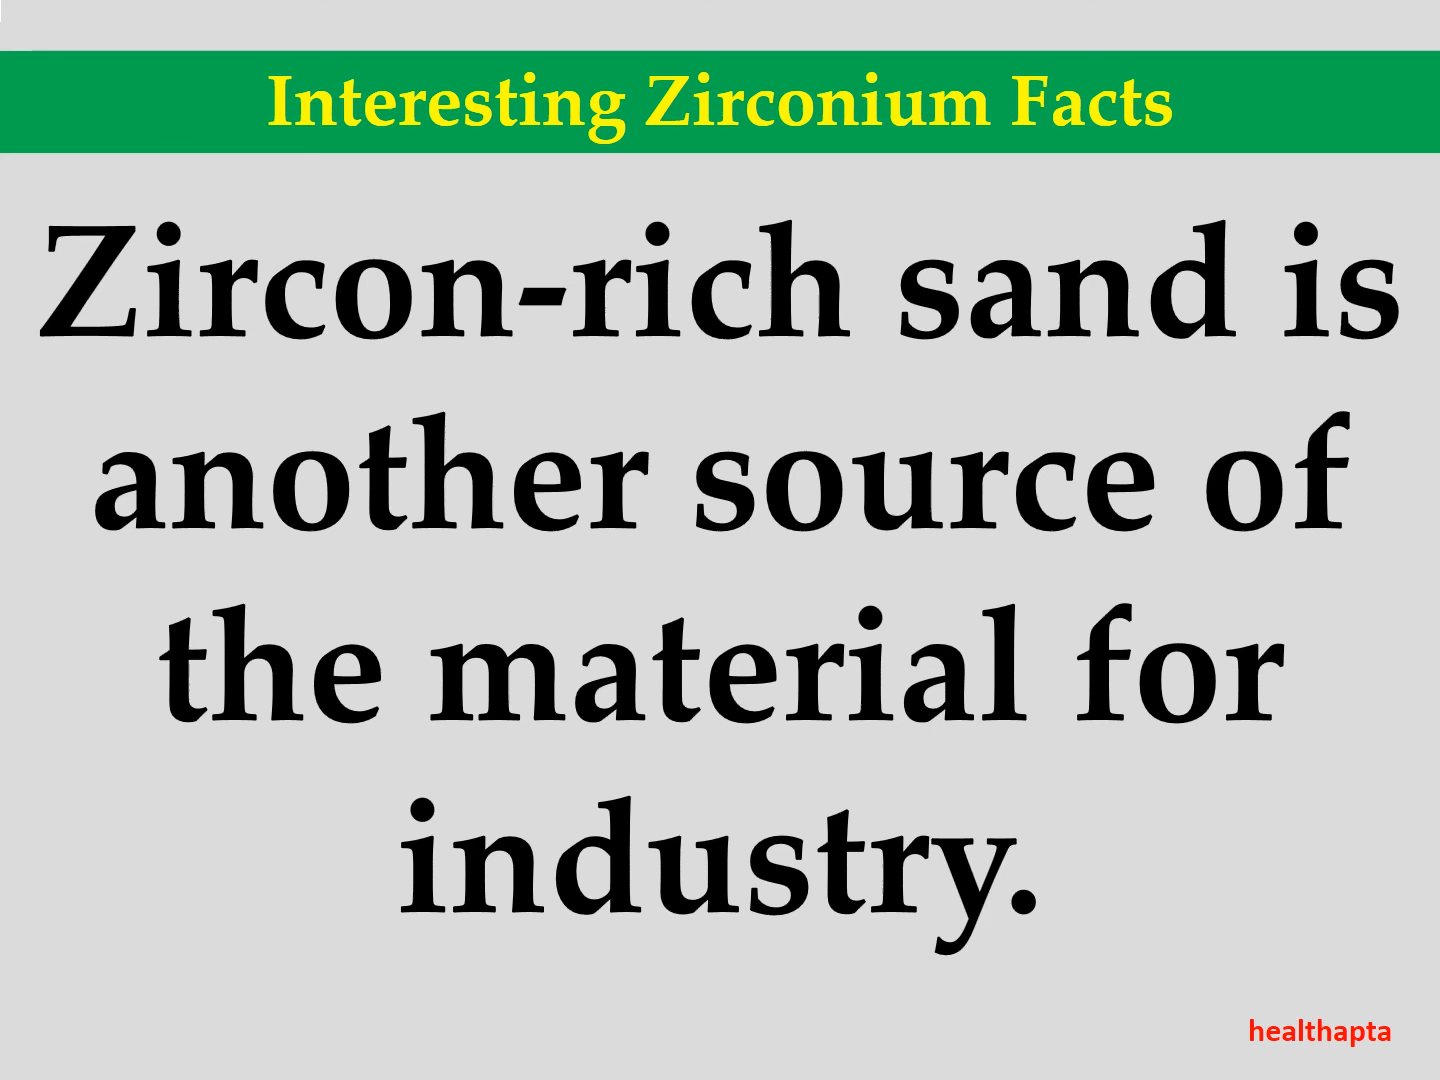 Interesting Zirconium Facts
Zircon-rich sand is
another source of
the material for
industry.
healthapta